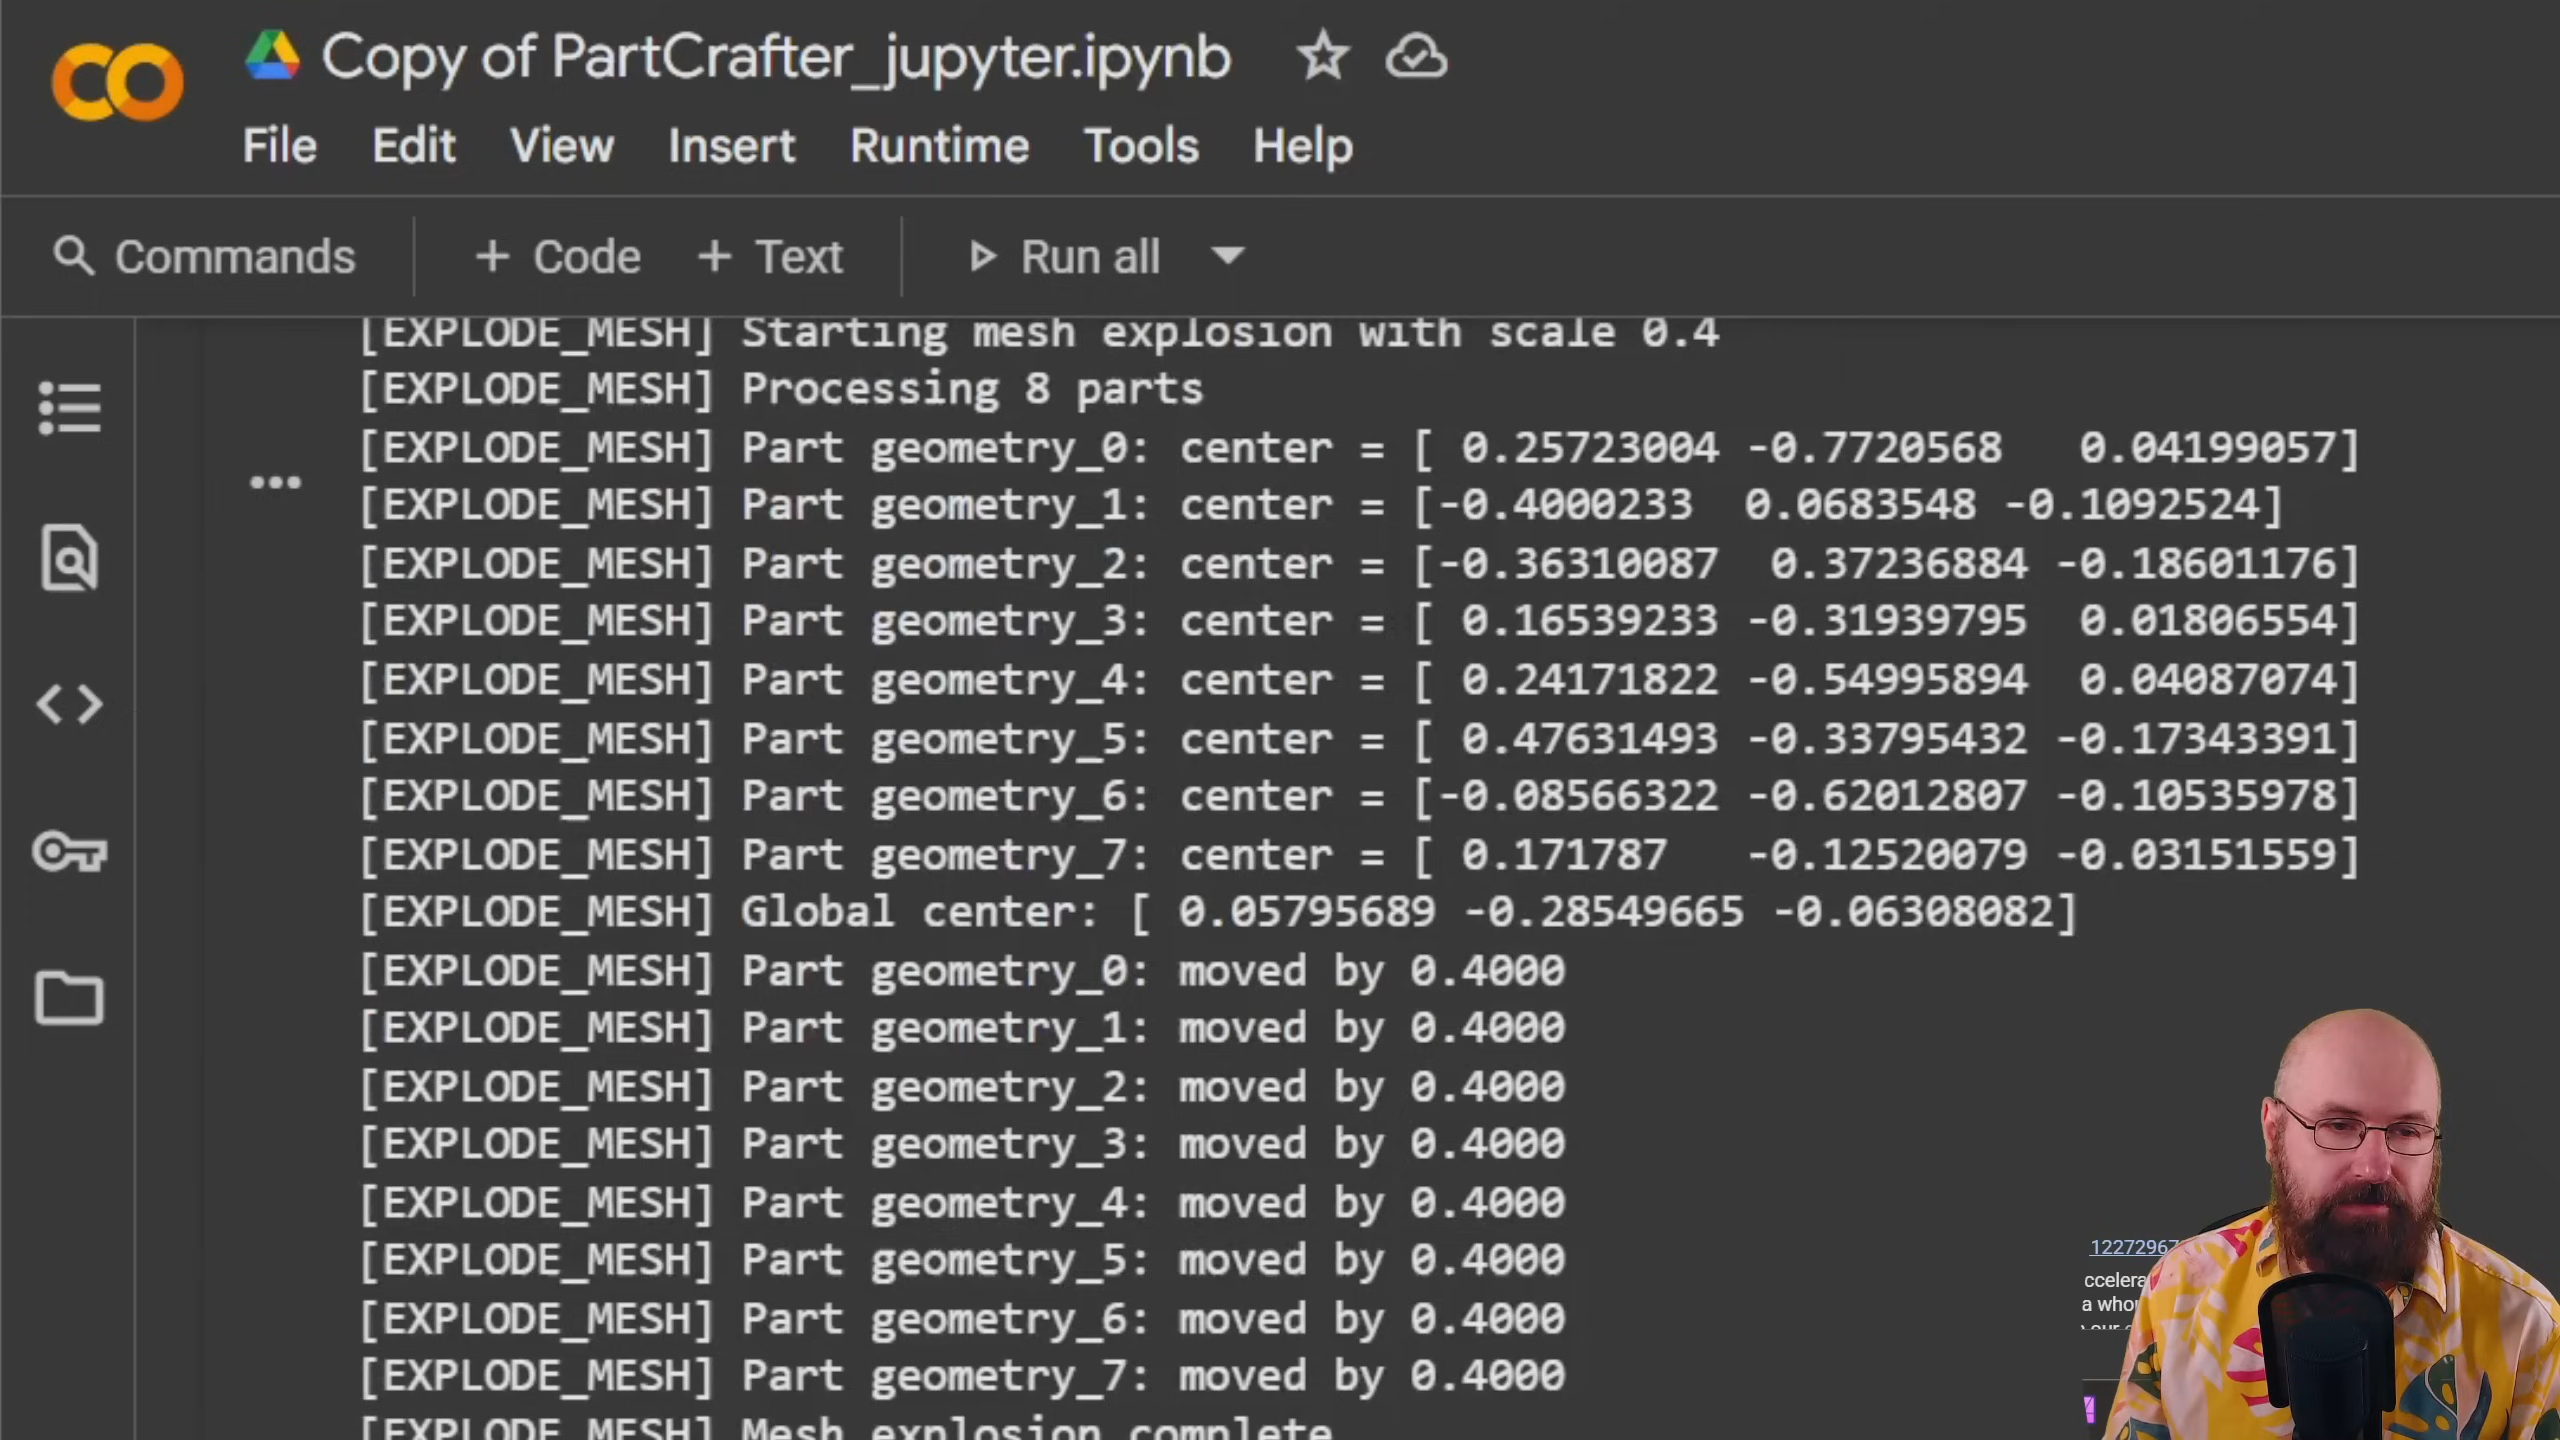 Copy of PartCrafter_jupyter.ipynb
File Edit View Insert Runtime Tools Help
Commands + Code + Text Run all
[EXPLODE_MESH] Starting mesh explosion with scale 0.4
[EXPLODE_MESH] Processing 8 parts
[EXPLODE_MESH] Part geometry_0: center = [ 0.25723004 -0.7720568 0.04199057]
[EXPLODE_MESH] Part geometry_1: center = [-0.4000233 0.0683548 -0.1092524]
[EXPLODE_MESH] Part geometry_2: center = [-0.36310087 0.37236884 -0.18601176]
[EXPLODE_MESH] Part geometry_3: center = [ 0.16539233 -0.31939795 0.01806554]
[EXPLODE_MESH] Part geometry_4: center = [ 0.24171822 -0.54995894 0.04087074]
[EXPLODE_MESH] Part geometry_5: center = [ 0.47631493 -0.33795432 -0.17343391]
[EXPLODE_MESH] Part geometry_6: center = [-0.08566322 -0.62012807 -0.10535978]
[EXPLODE_MESH] Part geometry_7: center = [ 0.171787 -0.12520079 -0.03151559]
[EXPLODE_MESH] Global center: [ 0.05795689 -0.28549665 -0.06308082]
[EXPLODE_MESH] Part geometry_0: moved by 0.4000
[EXPLODE_MESH] Part geometry_1: moved by 0.4000
[EXPLODE_MESH] Part geometry_2: moved by 0.4000
[EXPLODE_MESH] Part geometry_3: moved by 0.4000
[EXPLODE_MESH] Part geometry_4: moved by 0.4000
[EXPLODE_MESH] Part geometry_5: moved by 0.4000
[EXPLODE_MESH] Part geometry_6: moved by 0.4000
[EXPLODE_MESH] Part geometry_7: moved by 0.4000
[EXPLODE_MESH] Mesh explosion complete